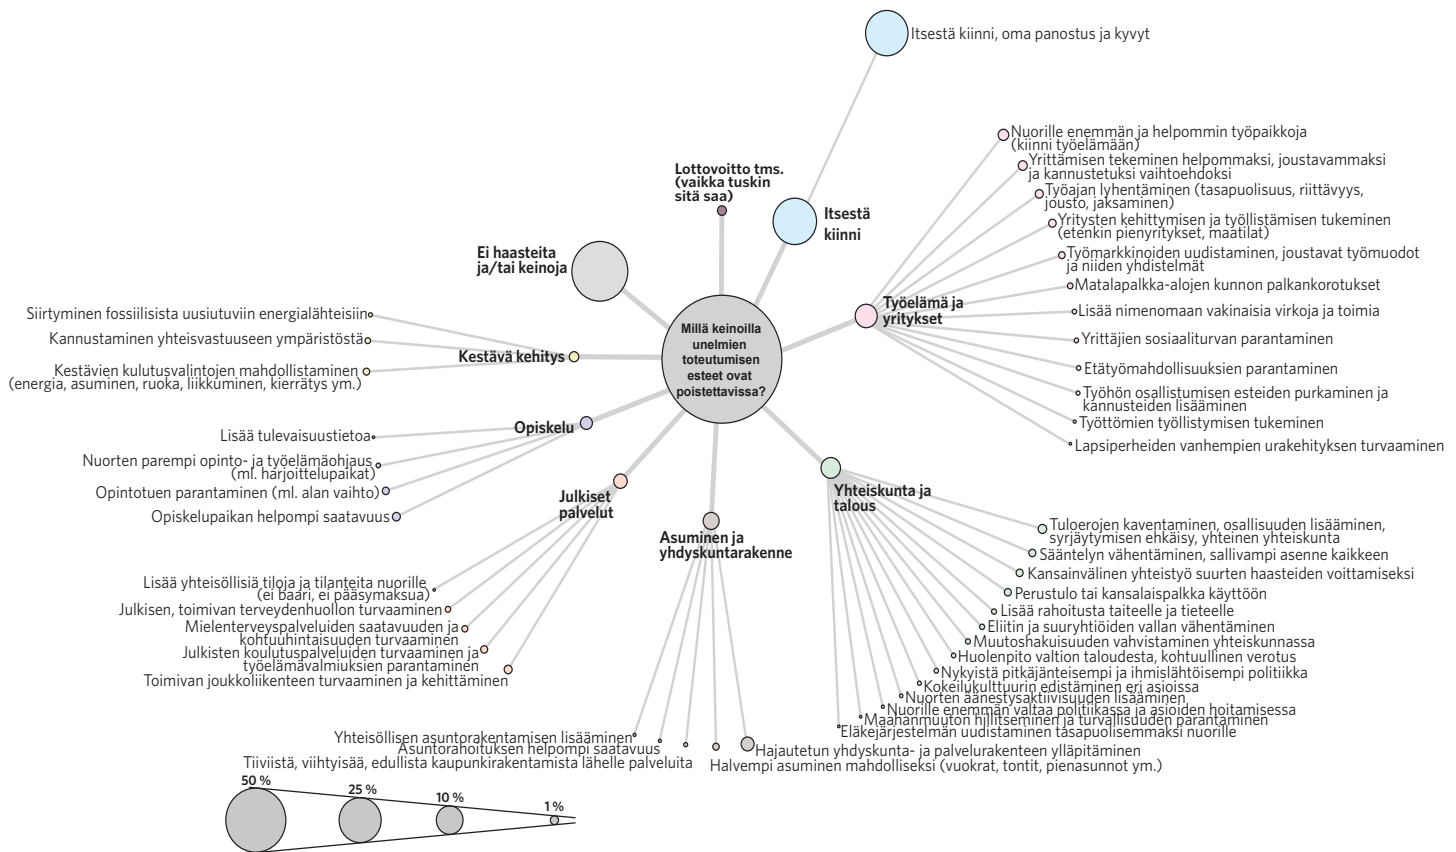 Itsestä kiinni, oma panostus ja kyvyt
Nuorille enemmän ja helpommin työpaikkoja
(kiinni työelämään)
Yrittämisen tekeminen helpommaksi, joustavammaksi
ja kannustetuksi vaihtoehdoksi
Työajan lyhentäminen (tasapuolisuus, riittävyys,
jousto, jaksaminen)
Yritysten kehittymisen ja työllistämisen tukeminen
(etenkin pienyritykset, maatilat)
Työmarkkinoiden uudistaminen, joustavat työmuodot
ja niiden yhdistelmät
Matalapalkka-alojen kunnon palkankorotukset
Lisää nimenomaan vakinaisia virkoja ja toimia
Yrittäjien sosiaaliturvan parantaminen
Etätyömahdollisuuksien parantaminen
Työhön osallistumisen esteiden purkaminen ja
kannusteiden lisääminen
Työttömien työllistymisen tukeminen
Lapsiperheiden vanhempien urakehityksen turvaaminen
Lottovoitto tms.
(vaikka tuskin
sitä saa)
Itsestä
kiinni
Ei haasteita
ja/tai keinoja
Työelämä ja
yritykset
Millä keinoilla
unelmien
toteutumisen
esteet ovat
poistettavissa?
Siirtyminen fossiilisista uusiutuviin energialähteisiin
Kannustaminen yhteisvastuuseen ympäristöstä
Kestävä kehitys
Kestävien kulutusvalintojen mahdollistaminen
(energia, asuminen, ruoka, liikkuminen, kierrätys ym.)
Opiskelu
Lisää tulevaisuustietoa
Nuorten parempi opinto- ja työelämäohjaus
(ml. harjoittelupaikat)
Opintotuen parantaminen (ml. alan vaihto)
Opiskelupaikan helpompi saatavuus
Julkiset
palvelut
Asuminen ja
yhdyskuntarakenne
Yhteiskunta ja
talous
Lisää yhteisöllisiä tiloja ja tilanteita nuorille
(ei baari, ei pääsymaksua)
Julkisen, toimivan terveydenhuollon turvaaminen
Mielenterveyspalveluiden saatavuuden ja
kohtuuhintaisuuden turvaaminen
Julkisten koulutuspalveluiden turvaaminen ja
työelämävalmiuksien parantaminen
Toimivan joukkoliikenteen turvaaminen ja kehittäminen
Tuloerojen kaventaminen, osallisuuden lisääminen,
syrjäytymisen ehkäisy, yhteinen yhteiskunta
Sääntelyn vähentäminen, sallivampi asenne kaikkeen
Kansainvälinen yhteistyö suurten haasteiden voittamiseksi
Perustulo tai kansalaispalkka käyttöön
Lisää rahoitusta taiteelle ja tieteelle
Eliitin ja suuryhtiöiden vallan vähentäminen
Muutoshakuisuuden vahvistaminen yhteiskunnassa
Huolenpito valtion taloudesta, kohtuullinen verotus
Nykyistä pitkäjänteisempi ja ihmislähtöisempi politiikka
Kokeilukulttuurin edistäminen eri asioissa
Nuorten äänestysaktiivisuuden lisääminen
Nuorille enemmän valtaa politiikassa ja asioiden hoitamisessa
Maahanmuuton hillitseminen ja turvallisuuden parantaminen
Eläkejärjestelmän uudistaminen tasapuolisemmaksi nuorille
Yhteisöllisen asuntorakentamisen lisääminen
Asuntorahoituksen helpompi saatavuus
Tiiviistä, viihtyisää, edullista kaupunkirakentamista lähelle palveluita
Hajautetun yhdyskunta- ja palvelurakenteen ylläpitäminen
Halvempi asuminen mahdolliseksi (vuokrat, tontit, pienasunnot ym.)
50 %
25 %
10 %
1 %